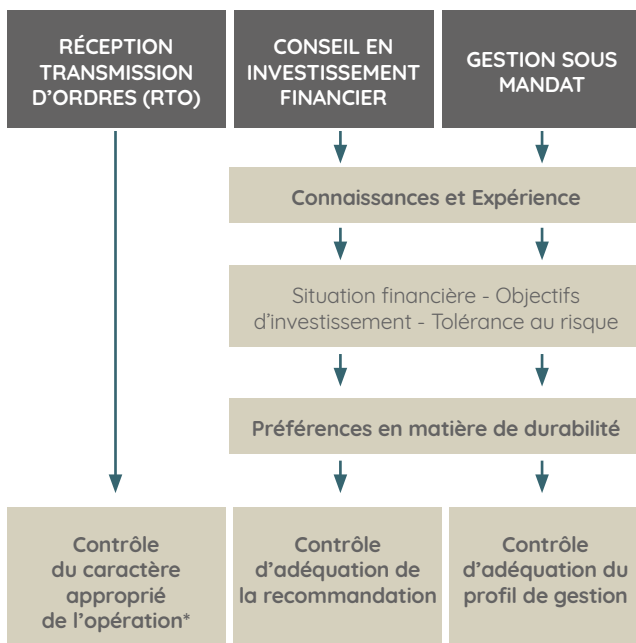 RÉCEPTION
TRANSMISSION
D’ORDRES (RTO)
CONSEIL EN
INVESTISSEMENT
FINANCIER
GESTION SOUS
MANDAT
Connaissances et Expérience
Situation financière - Objectifs
d’investissement - Tolérance au risque
Préférences en matière de durabilité
Contrôle
du caractère
approprié
de l’opération*
Contrôle
d’adéquation de
la recommandation
Contrôle
d’adéquation du
profil de gestion